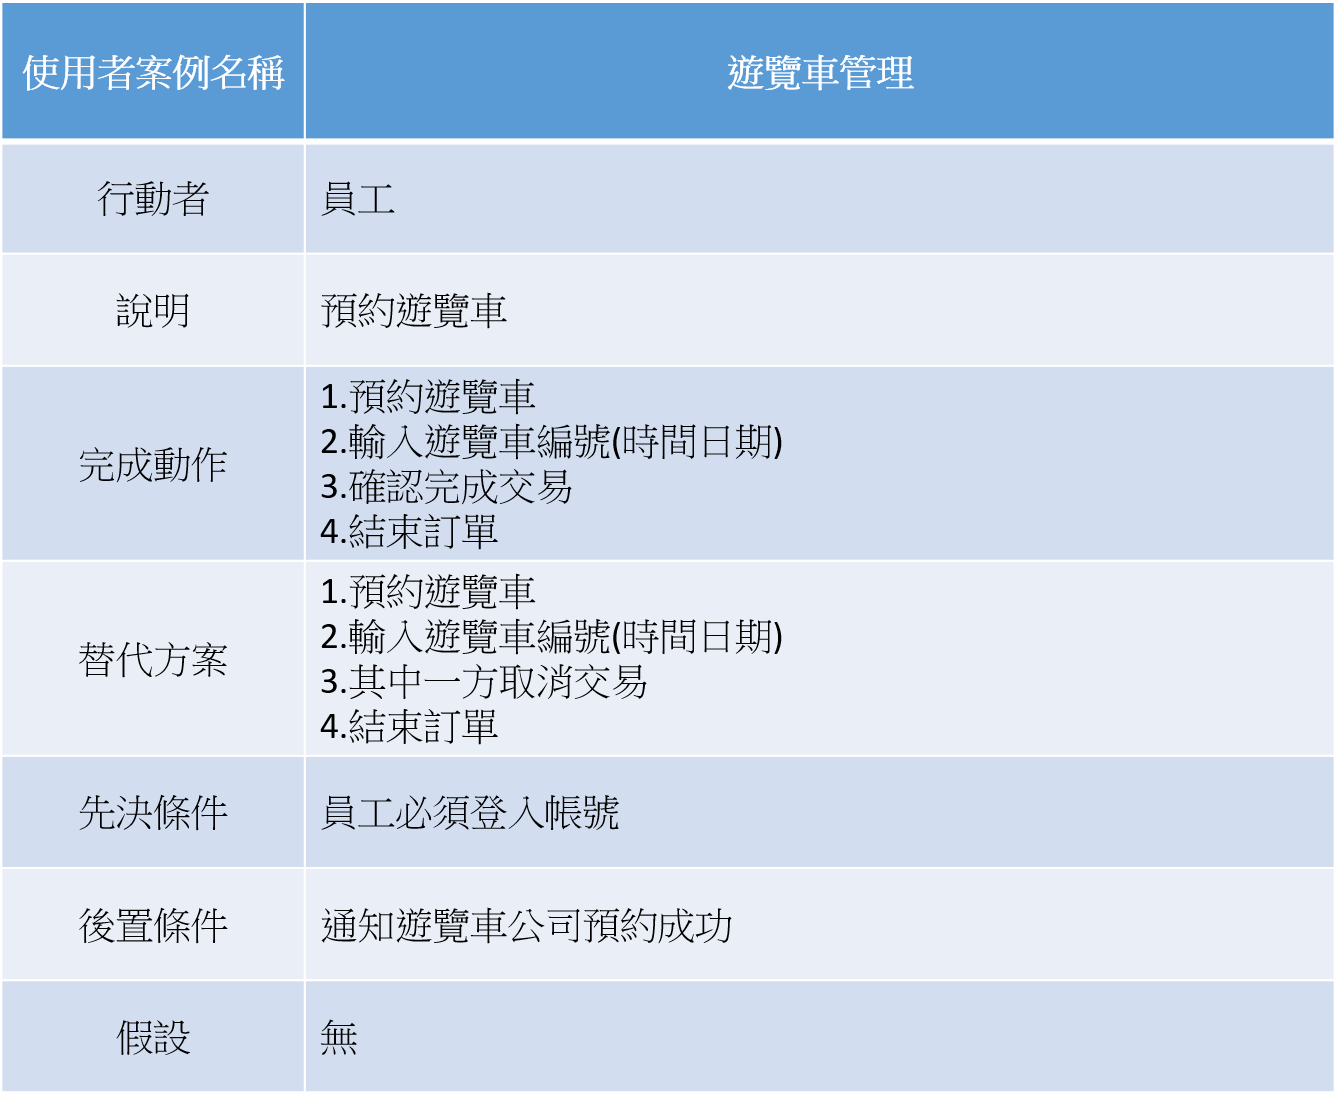 使用者案例名稱
遊覽車管理
行動者
員工
說明
預約遊覽車
完成動作
1.預約遊覽車
2.輸入遊覽車編號(時間日期)
3.確認完成交易
4.結束訂單
替代方案
1.預約遊覽車
2.輸入遊覽車編號(時間日期)
3.其中一方取消交易
4.結束訂單
先決條件
員工必須登入帳號
後置條件
通知遊覽車公司預約成功
假設
無